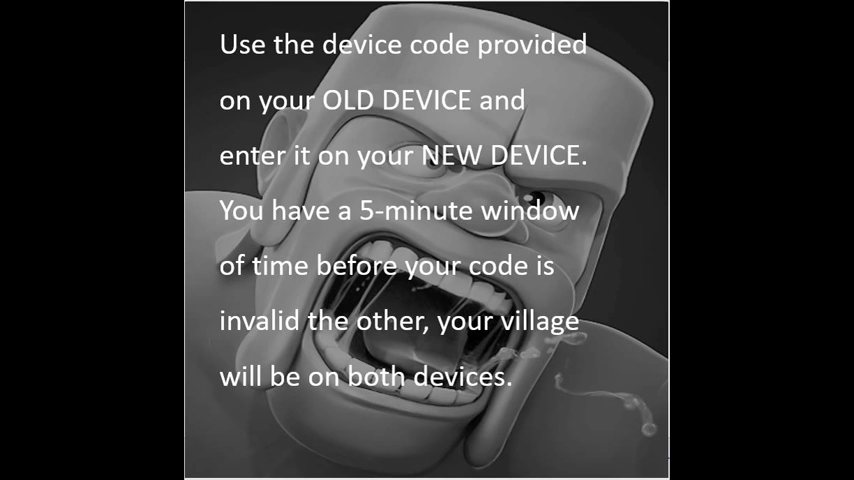 Use the device code provided
on your OLD DEVICE and
enter it on your NEW DEVICE.
You have a 5-minute window
of time before your code is
invalid the other, your village
will be on both devices.